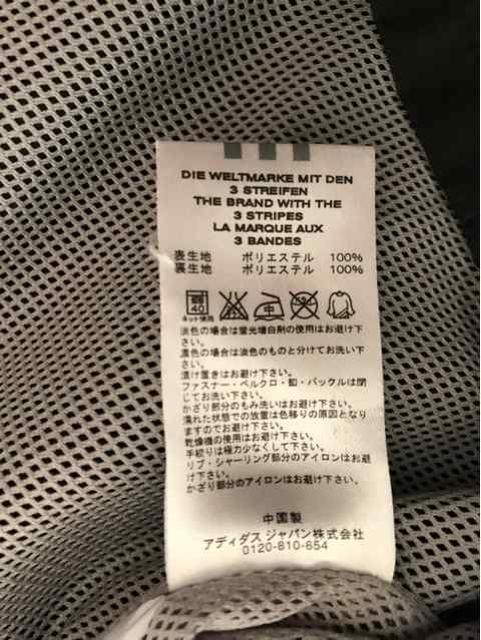 DIE WELTMARKE MIT DEN
3 STREIFEN
THE BRAND WITH THE
3 STRIPES
LA MARQUE AUX
3 BANDES
表生地 ポリエステル 100%
裏生地 ポリエステル 100%
40 中
ネット使用
淡色の場合は蛍光増白剤の使用はお避け下
さい。
濃色の場合は淡色のものと分けてお洗い下
さい。
漬け置きはお避け下さい。
ファスナー・ベルクロ・釦・バックルは閉
じてお洗い下さい。
かざり部分のもみ洗いはお避け下さい。
濡れた状態での放置は色移りの原因となり
ますのでお避け下さい。
乾燥機の使用はお避け下さい。
手絞りは極力少なくして下さい。
リブ・シャーリング部分のアイロンはお避
け下さい。
かざり部分のアイロンはお避け下さい。
中国製
アディダス ジャパン株式会社
0120-810-654